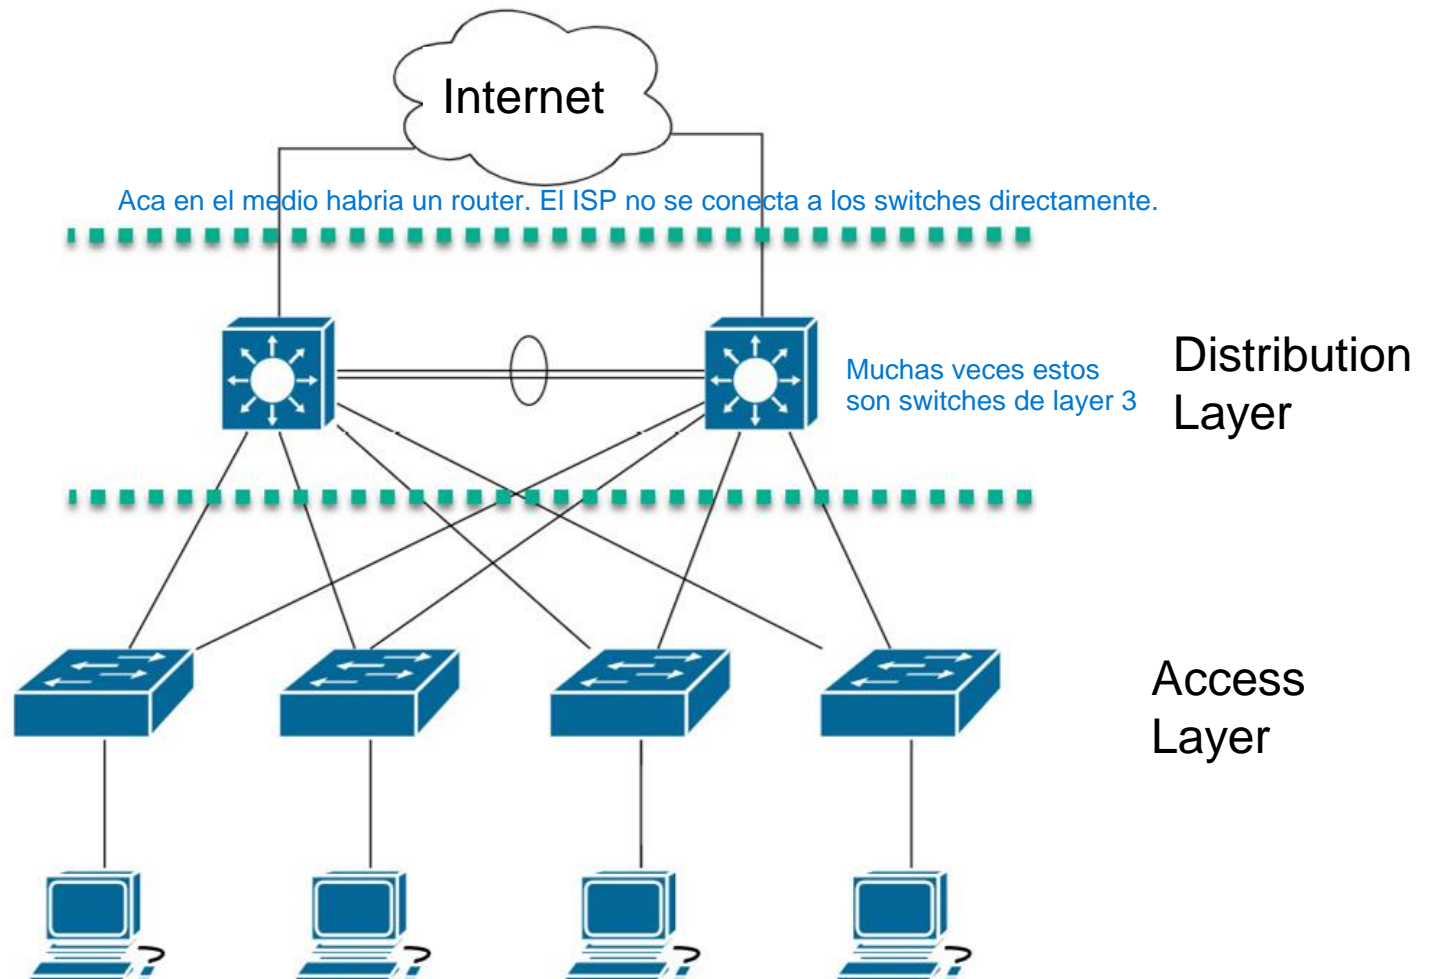 Internet
Aca en el medio habria un router. El ISP no se conecta a los switches directamente.
Muchas veces estos
son switches de layer 3
Distribution
Layer
Access
Layer